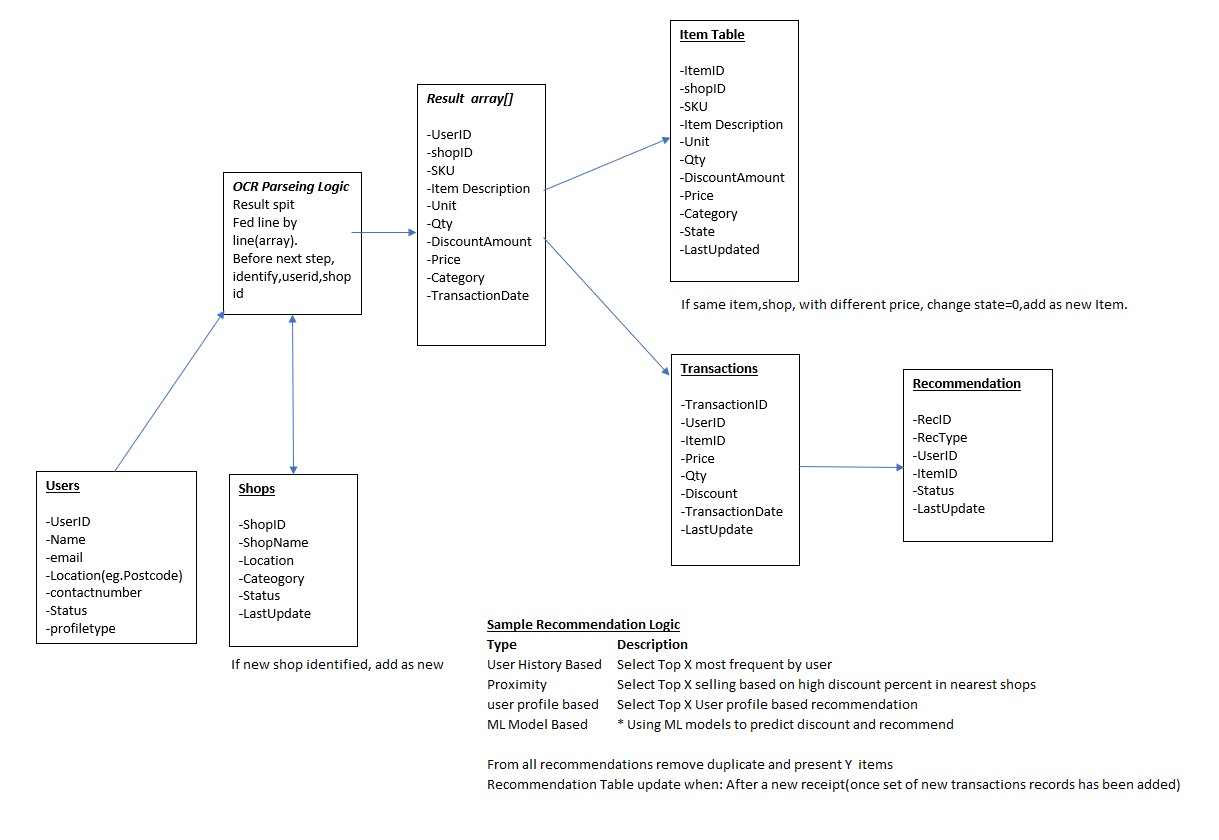 Item Table
-ItemID
-shopID
-SKU
-Item Description
-Unit
-Qty
-DiscountAmount
-Price
-Category
-State
-LastUpdated
If same item,shop, with different price, change state=0,add as new Item.
Result  array[]
-UserID
-shopID
-SKU
-Item Description
-Unit
-Qty
-DiscountAmount
-Price
-Category
-TransactionDate
OCR Parseing Logic
Result spit
Fed line by
line(array).
Before next step,
identify,userid,shop
id
Transactions
-TransactionID
-UserID
-ItemID
-Price
-Qty
-Discount
-TransactionDate
-LastUpdate
Recommendation
-RecID
-RecType
-UserID
-ItemID
-Status
-LastUpdate
Users
-UserID
-Name
-email
-Location(eg.Postcode)
-contactnumber
-Status
-profiletype
Shops
-ShopID
-ShopName
-Location
-Cateogory
-Status
-LastUpdate
If new shop identified, add as new
Sample Recommendation Logic
Type Description
User History Based Select Top X most frequent by user
Proximity Select Top X selling based on high discount percent in nearest shops
user profile based Select Top X User profile based recommendation
ML Model Based * Using ML models to predict discount and recommend
From all recommendations remove duplicate and present Y  items
Recommendation Table update when: After a new receipt(once set of new transactions records has been added)